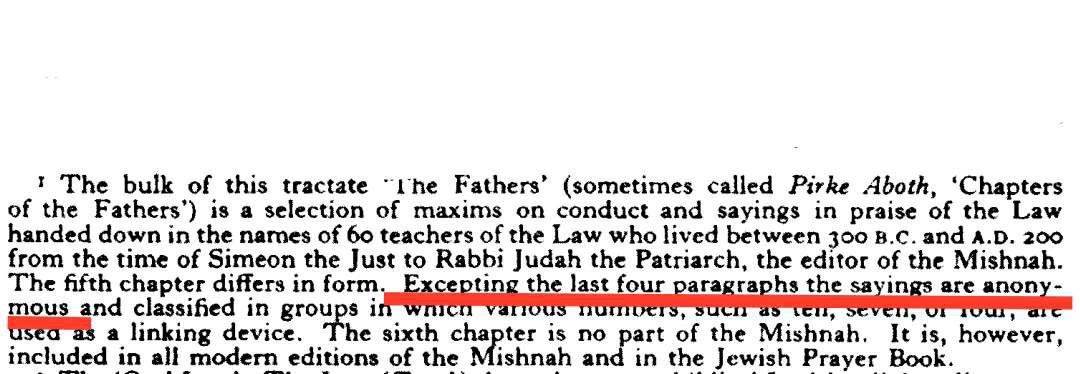 ¹ The bulk of this tractate 'The Fathers' (sometimes called Pirke Aboth, 'Chapters
of the Fathers') is a selection of maxims on conduct and sayings in praise of the Law
handed down in the names of 60 teachers of the Law who lived between 300 B.C. and A.D. 200
from the time of Simeon the Just to Rabbi Judah the Patriarch, the editor of the Mishnah.
The fifth chapter differs in form. Excepting the last four paragraphs the sayings are anony-
mous and classified in groups in which various numbers, such as ten, seven, or four, are
used as a linking device. The sixth chapter is no part of the Mishnah. It is, however,
included in all modern editions of the Mishnah and in the Jewish Prayer Book.